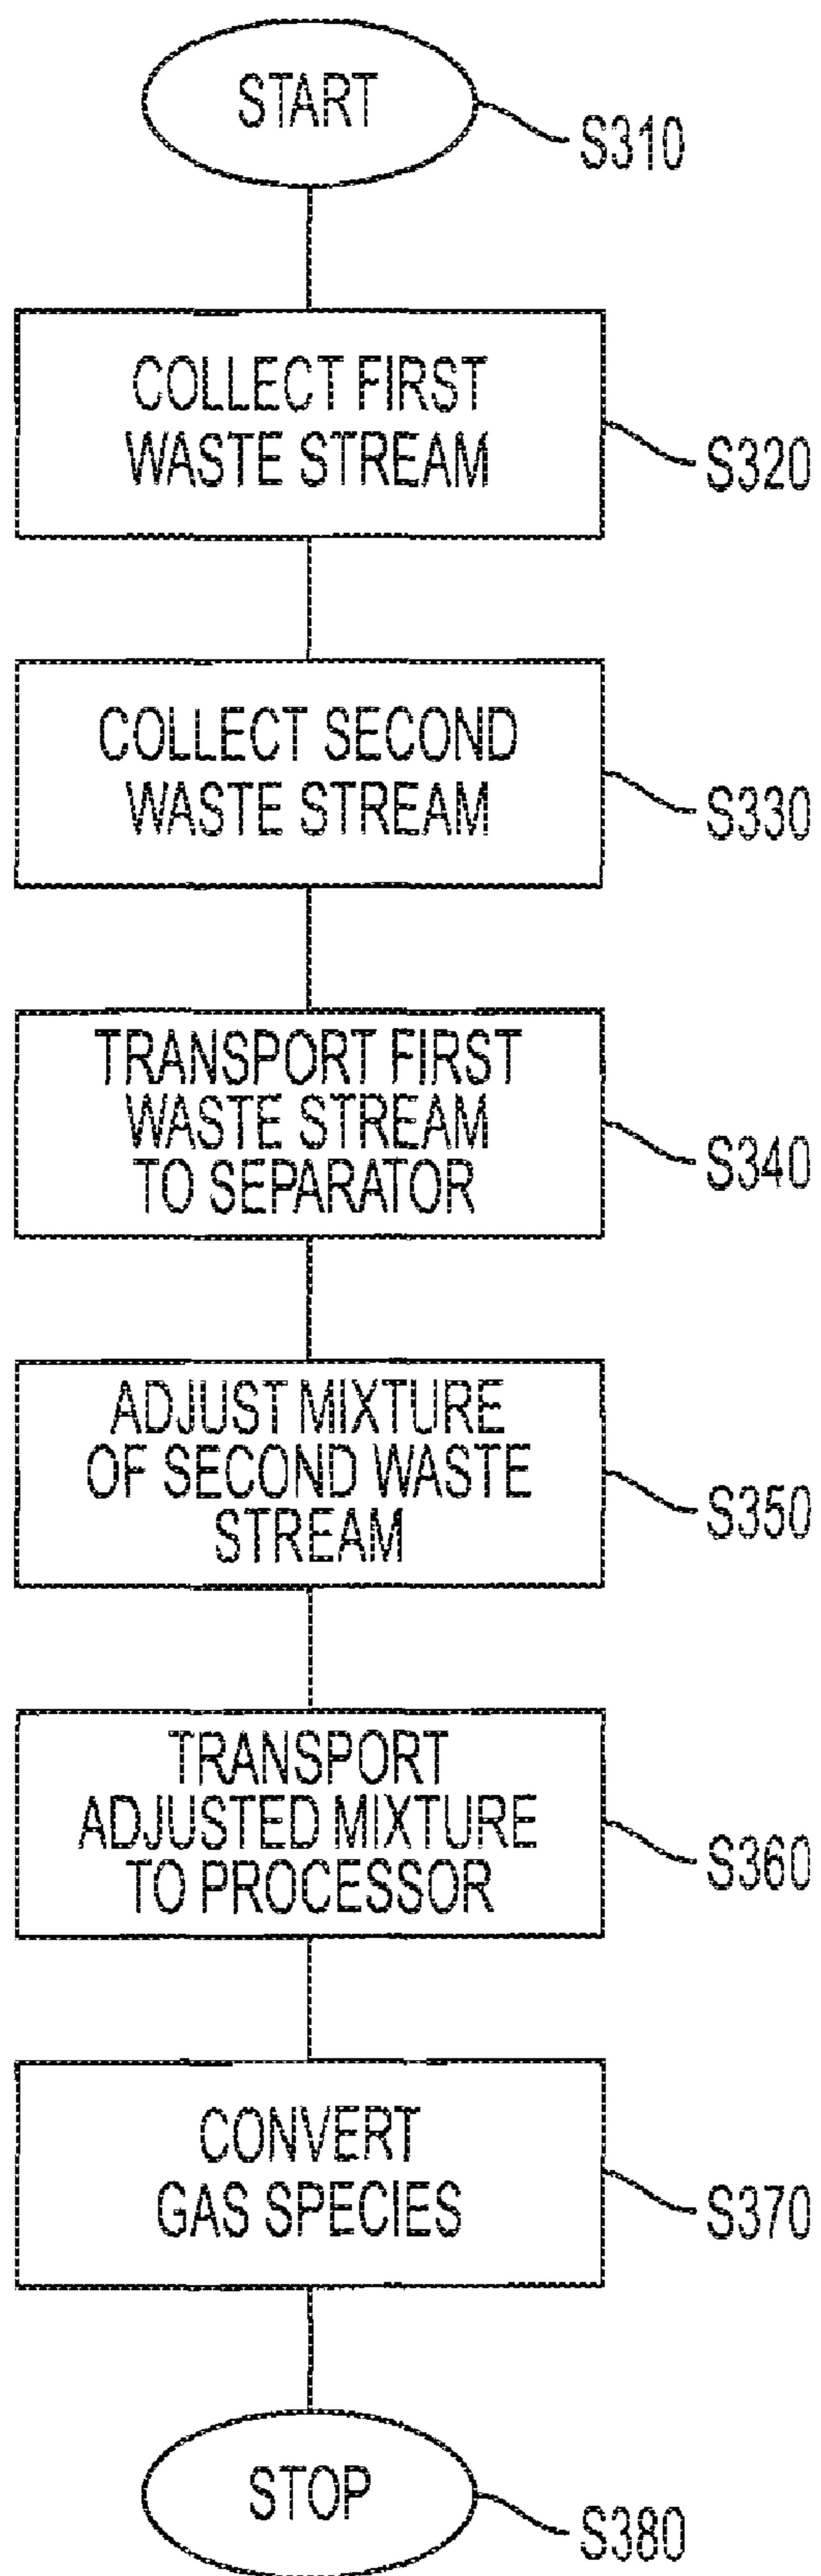 START
S310
COLLECT FIRST
WASTE STREAM
S320
COLLECT SECOND
WASTE STREAM
S330
TRANSPORT FIRST
WASTE STREAM
TO SEPARATOR
S340
ADJUST MIXTURE
OF SECOND WASTE
STREAM
S350
TRANSPORT
ADJUSTED MIXTURE
TO PROCESSOR
S360
CONVERT
GAS SPECIES
S370
STOP
S380